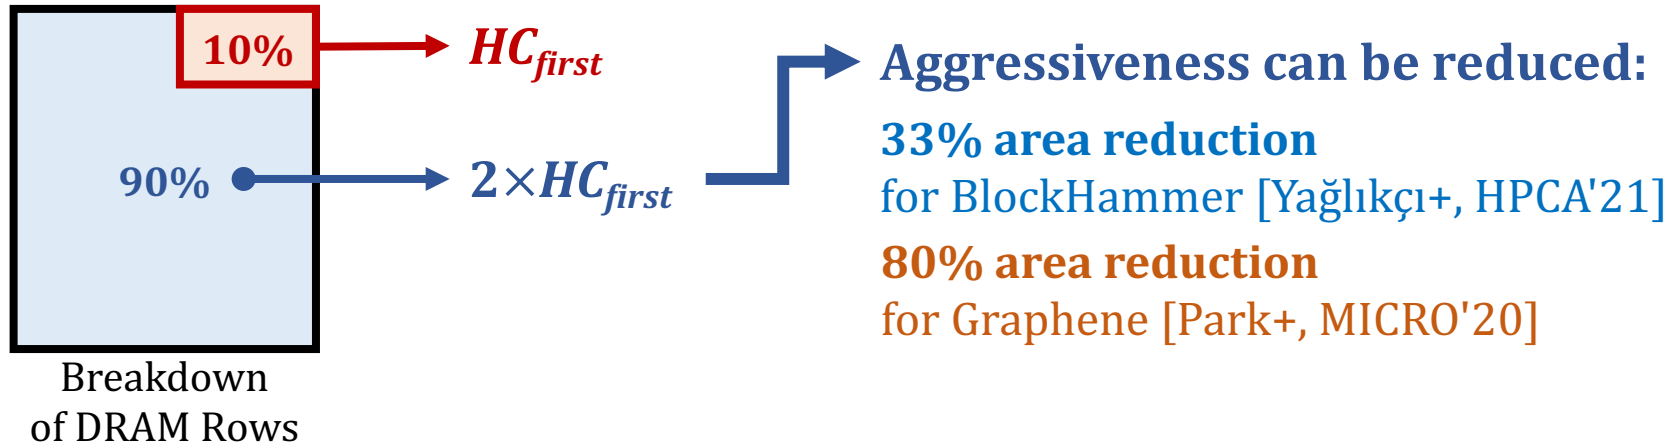 10%
HCfirst
90%
2×HCfirst
Breakdown
of DRAM Rows
Aggressiveness can be reduced:
33% area reduction
for BlockHammer [Yağlıkçı+, HPCA'21]
80% area reduction
for Graphene [Park+, MICRO'20]